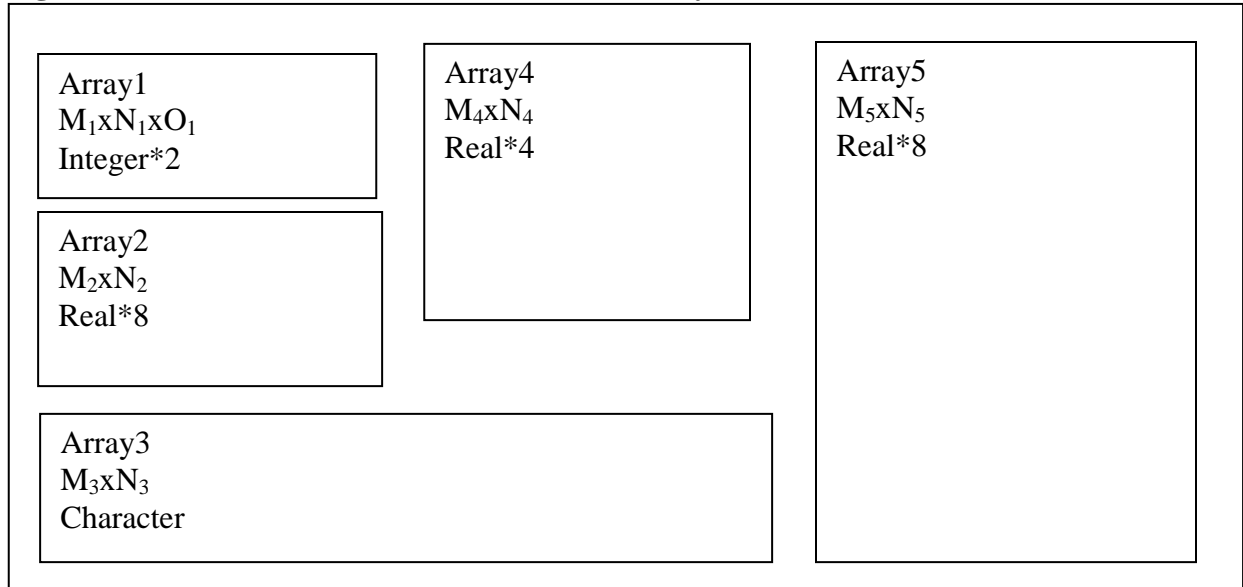 Array1
M₁xN₁xO₁
Integer*2
Array2
M₂xN₂
Real*8
Array3
M₃xN₃
Character
Array4
M₄xN₄
Real*4
Array5
M₅xN₅
Real*8